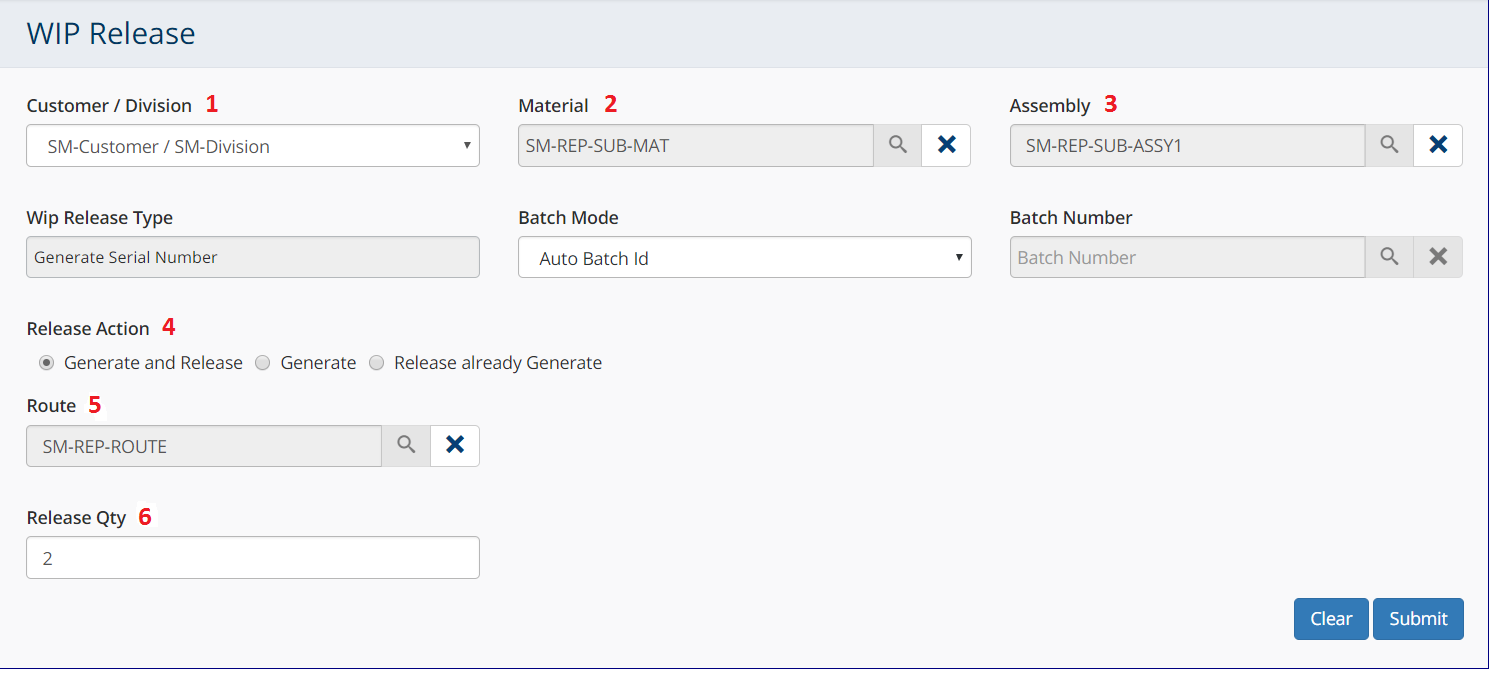 WIP Release
Customer / Division 1 Material 2 Assembly 3
SM-Customer / SM-Division SM-REP-SUB-MAT SM-REP-SUB-ASSY1
Wip Release Type Batch Mode Batch Number
Generate Serial Number Auto Batch Id Batch Number
Release Action 4
Generate and Release Generate Release already Generate
Route 5
SM-REP-ROUTE
Release Qty 6
2
Clear Submit